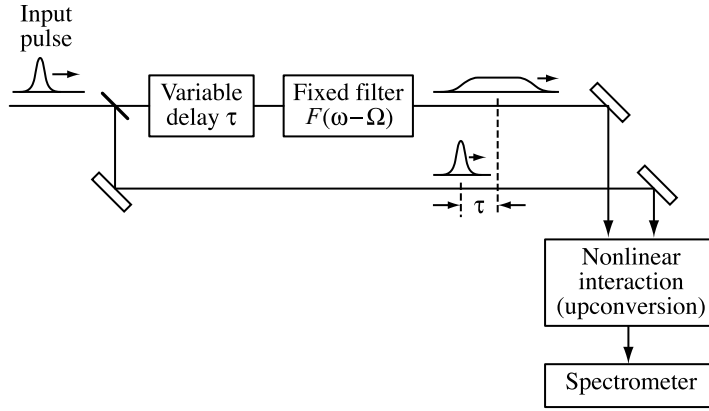 Input
pulse
Variable
delay τ
Fixed filter
F(ω−Ω)
τ
Nonlinear
interaction
(upconversion)
Spectrometer